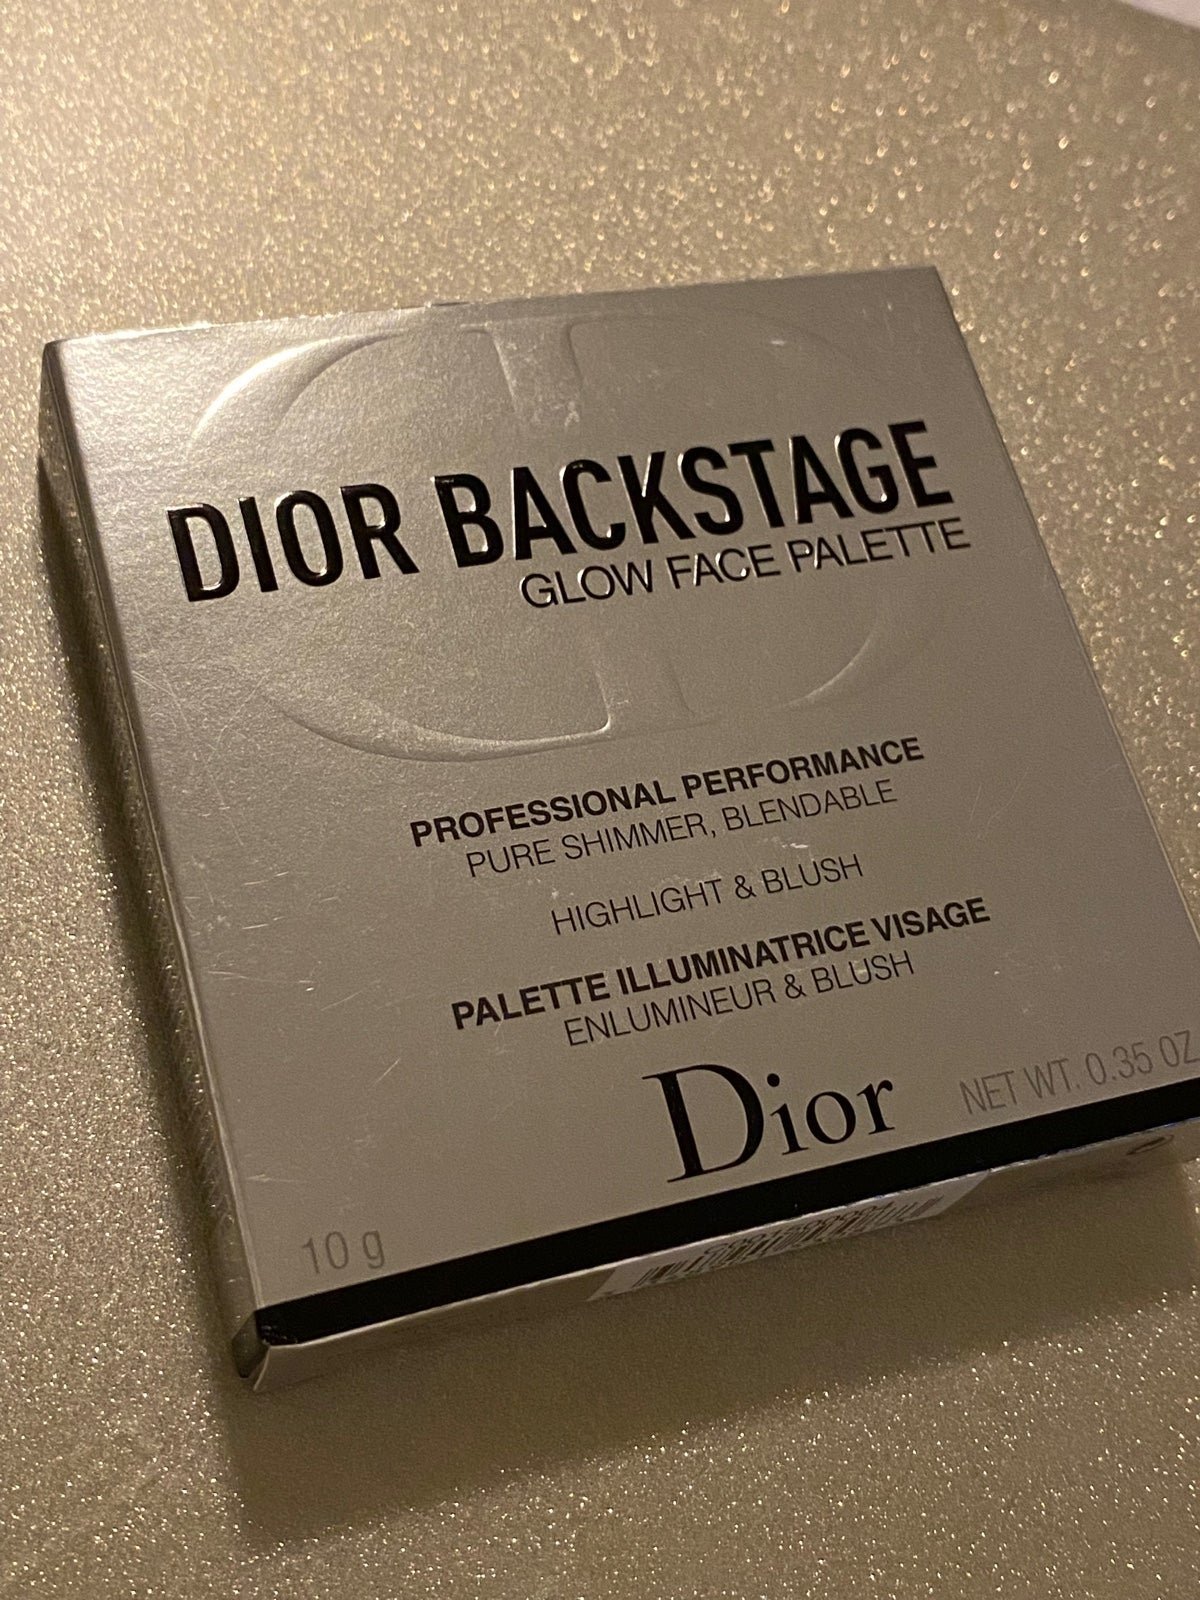 DIOR BACKSTAGE
GLOW FACE PALETTE
PROFESSIONAL PERFORMANCE
PURE SHIMMER, BLENDABLE
HIGHLIGHT & BLUSH
PALETTE ILLUMINATRICE VISAGE
ENLUMINEUR & BLUSH
Dior
NET WT. 0.35 OZ
10 g